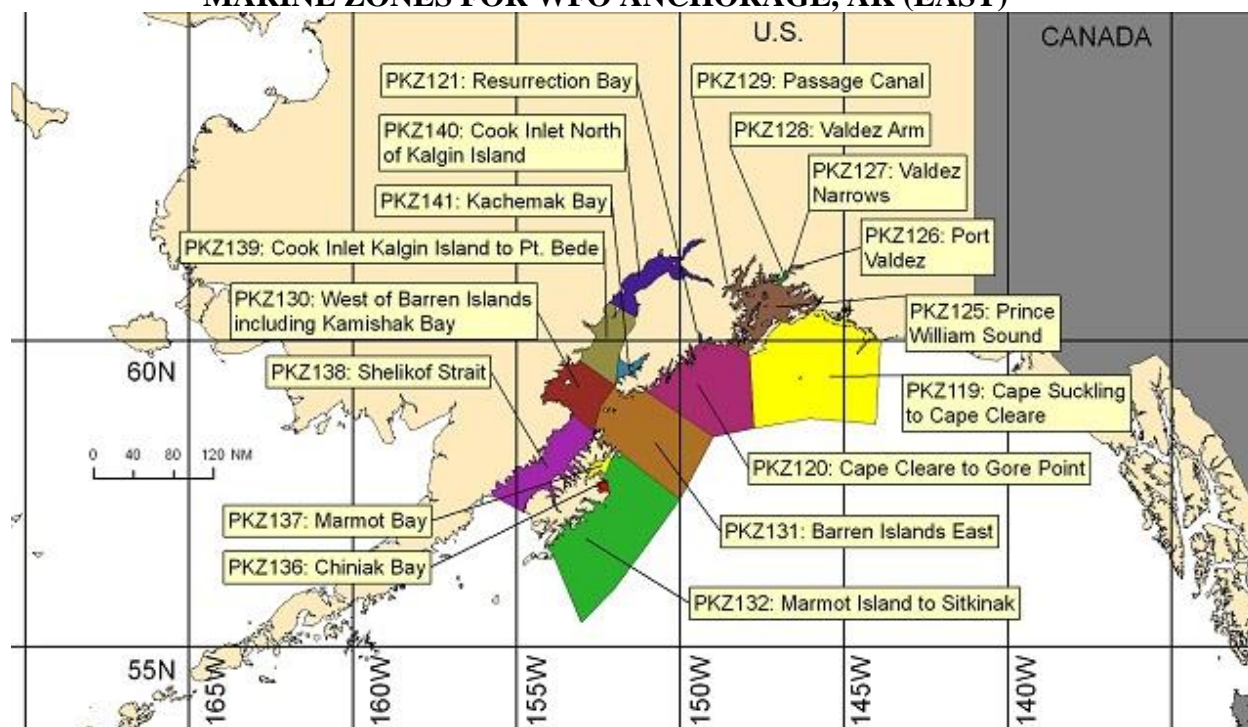 MARINE ZONES FOR WFO ANCHORAGE, AK (EAST)
U.S.
CANADA
PKZ121: Resurrection Bay
PKZ129: Passage Canal
PKZ140: Cook Inlet North
of Kalgin Island
PKZ128: Valdez Arm
PKZ127: Valdez
Narrows
PKZ141: Kachemak Bay
PKZ126: Port
Valdez
PKZ139: Cook Inlet Kalgin Island to Pt. Bede
PKZ130: West of Barren Islands
including Kamishak Bay
PKZ125: Prince
William Sound
60N
PKZ138: Shelikof Strait
PKZ119: Cape Suckling
to Cape Cleare
0 40 80 120 NM
PKZ120: Cape Cleare to Gore Point
PKZ137: Marmot Bay
PKZ131: Barren Islands East
PKZ136: Chiniak Bay
PKZ132: Marmot Island to Sitkinak
55N
165W
160W
155W
150W
145W
140W